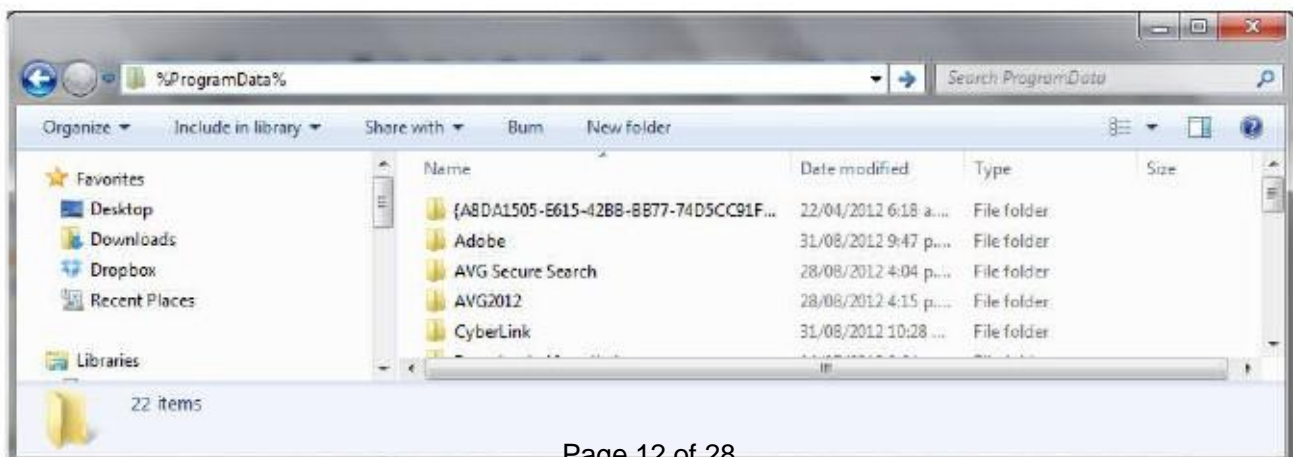 %ProgramData% Search ProgramData
Organize Include in library Share with Burn New folder
Name Date modified Type Size
Favorites
Desktop
Downloads
Dropbox
Recent Places
Libraries
{A8DA1505-E615-42BB-BB77-74D5CC91F... 22/04/2012 6:18 a.... File folder
Adobe 31/08/2012 9:47 p.... File folder
AVG Secure Search 28/08/2012 4:04 p.... File folder
AVG2012 28/08/2012 4:15 p.... File folder
CyberLink 31/08/2012 10:28 ... File folder
22 items
Page 12 of 28